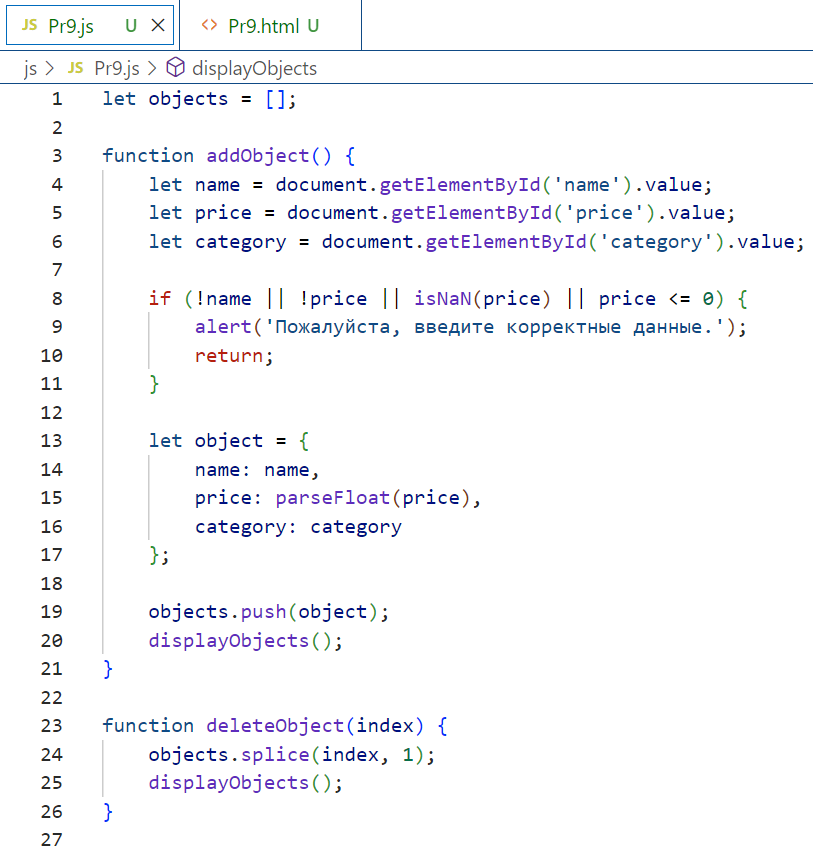 JS Pr9.js U × <> Pr9.html U
js > JS Pr9.js > displayObjects
1 let objects = [];
2
3 function addObject() {
4     let name = document.getElementById('name').value;
5     let price = document.getElementById('price').value;
6     let category = document.getElementById('category').value;
7
8     if (!name || !price || isNaN(price) || price <= 0) {
9         alert('Пожалуйста, введите корректные данные.');
10         return;
11     }
12
13     let object = {
14         name: name,
15         price: parseFloat(price),
16         category: category
17     };
18
19     objects.push(object);
20     displayObjects();
21 }
22
23 function deleteObject(index) {
24     objects.splice(index, 1);
25     displayObjects();
26 }
27